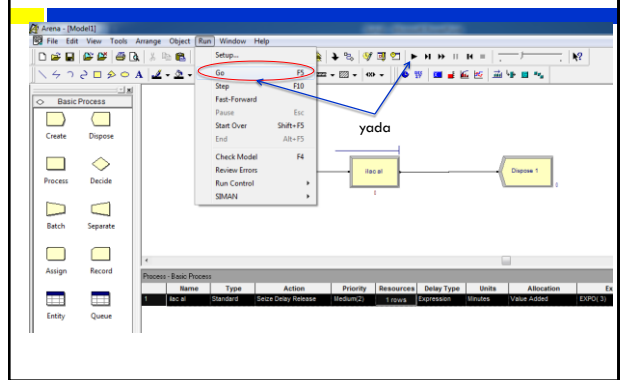 Arena - [Model1]
File Edit View Tools Arrange Object Run Window Help
Setup...
Go F5
Step F10
Fast-Forward
Pause Esc
Start Over Shift+F5
End Alt+F5
Check Model F4
Review Errors
Run Control
SIMAN
yada
Basic Process
Create Dispose
Process Decide
Batch Separate
Assign Record
Entity Queue
ilac al
Dispose 1
Process - Basic Process
Name Type Action Priority Resources Delay Type Units Allocation Ex
1 ilac al Standard Seize Delay Release Medium(2) 1 rows Expression Minutes Value Added EXPO( 3)